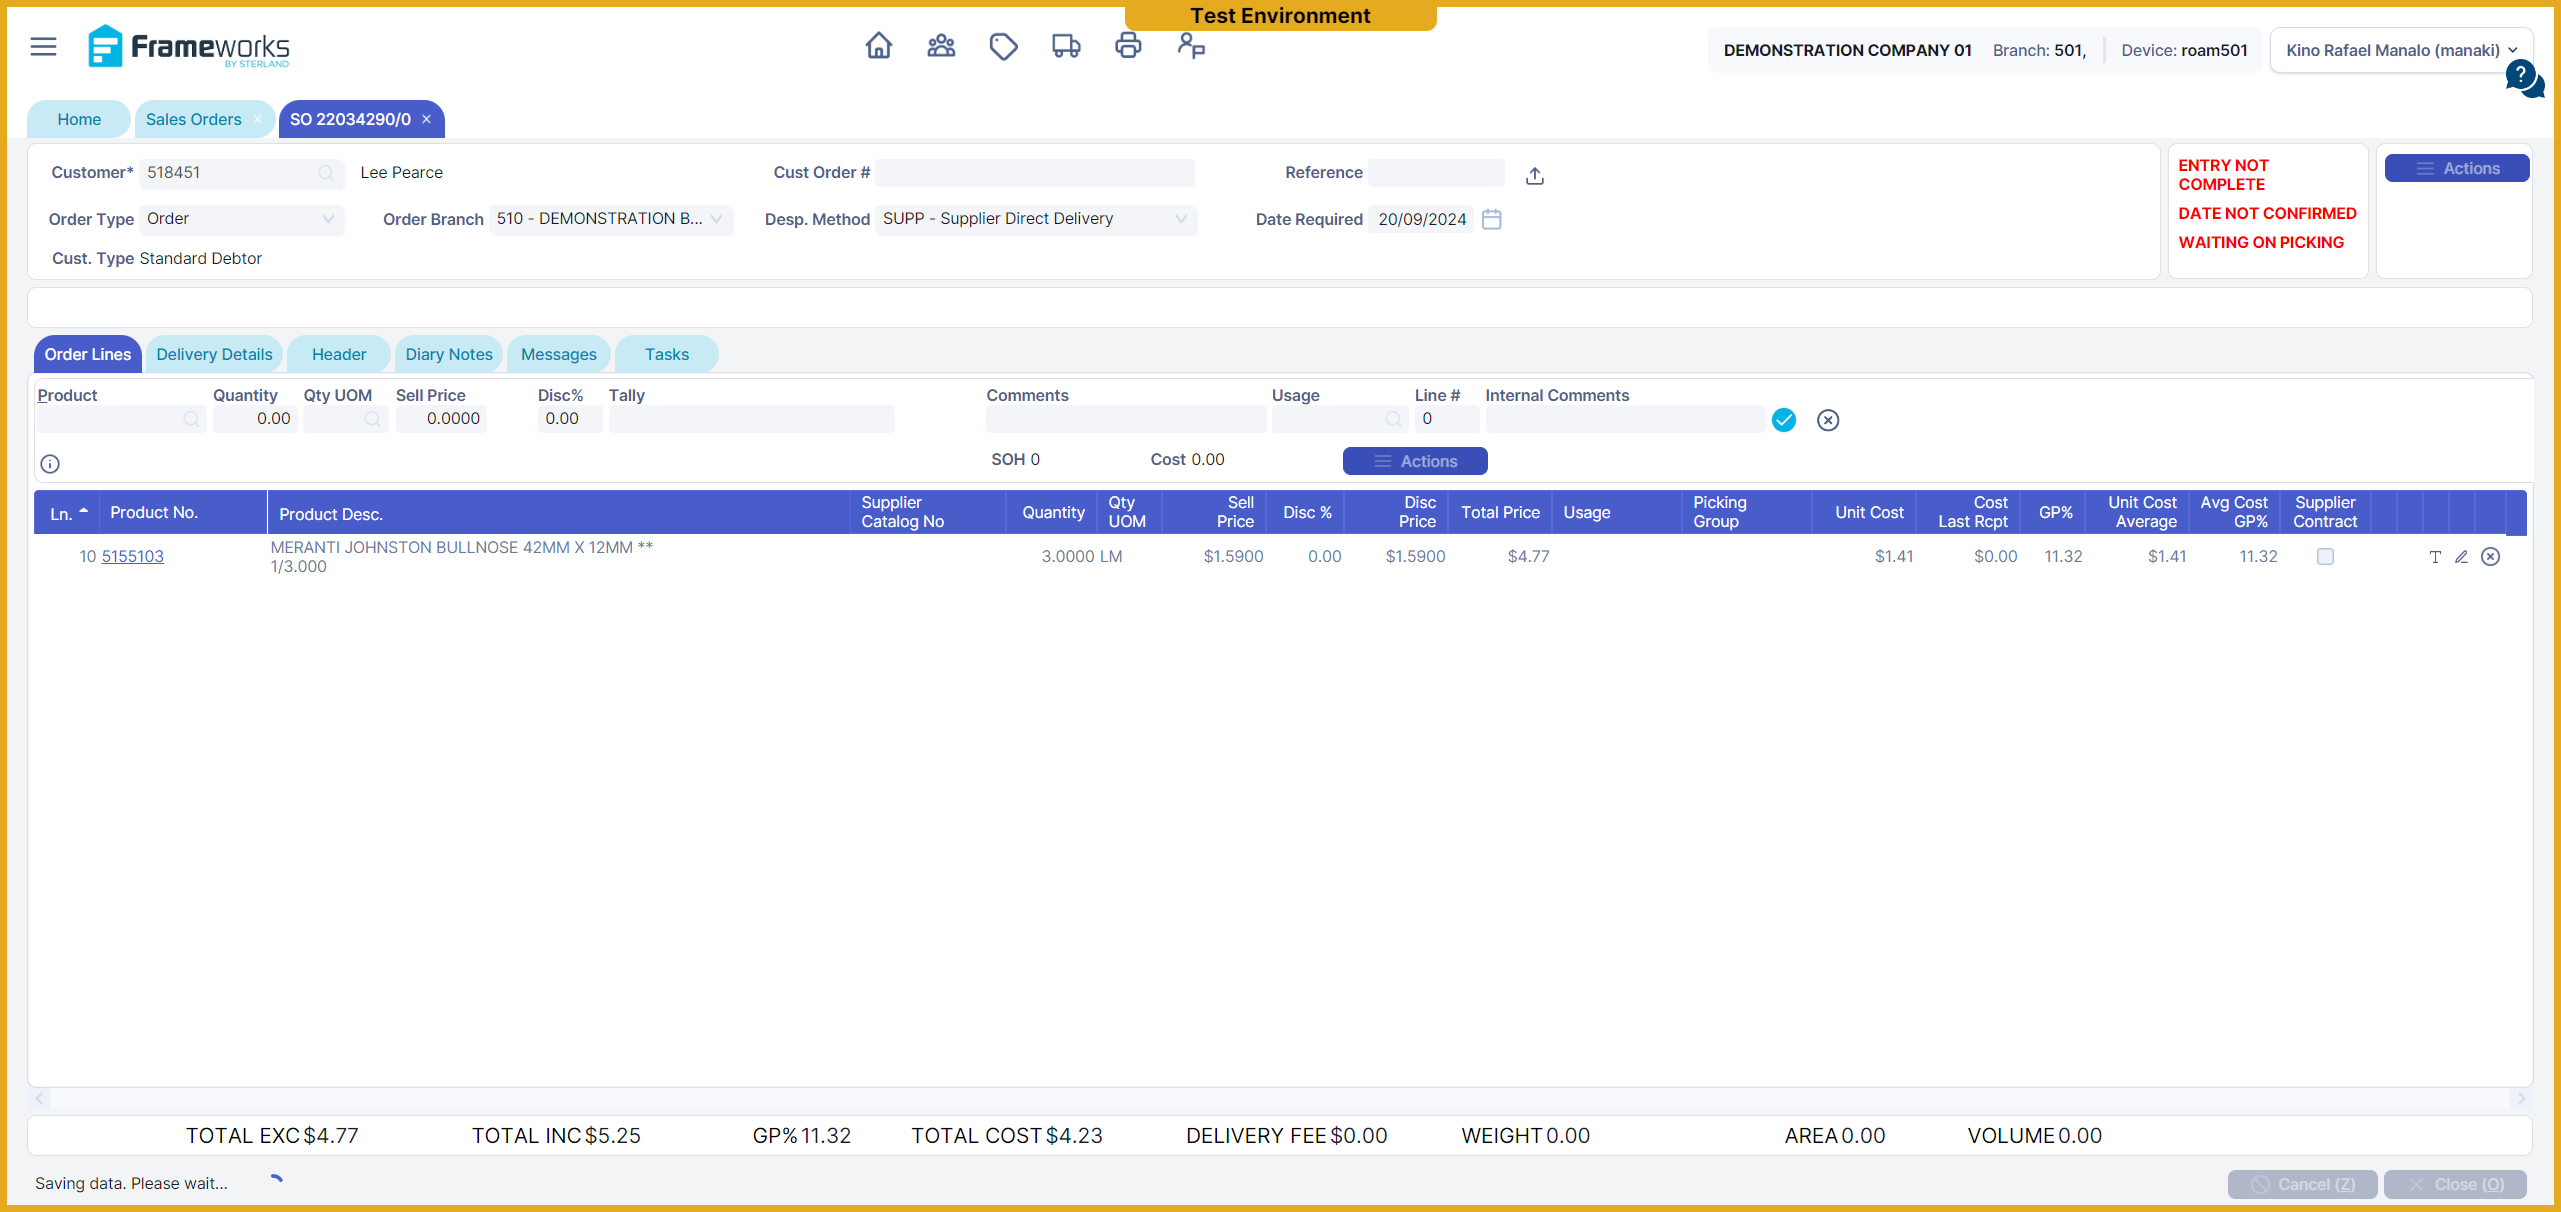 Test Environment
Frameworks
BY STERLAND
DEMONSTRATION COMPANY 01 Branch: 501, Device: roam501
Kino Rafael Manalo (manaki)
?
Home
Sales Orders ×
SO 22034290/0 ×
Customer* 518451 Lee Pearce Cust Order # Reference
Order Type Order Order Branch 510 - DEMONSTRATION B... Desp. Method SUPP - Supplier Direct Delivery Date Required 20/09/2024
Cust. Type Standard Debtor
ENTRY NOT
COMPLETE
DATE NOT CONFIRMED
WAITING ON PICKING
Actions
Order Lines Delivery Details Header Diary Notes Messages Tasks
Product Quantity Qty UOM Sell Price Disc% Tally Comments Usage Line # Internal Comments
0.00 0.0000 0.00 0
SOH 0 Cost 0.00 Actions
Ln. Product No. Product Desc. Supplier Catalog No Quantity Qty UOM Sell Price Disc % Disc Price Total Price Usage Picking Group Unit Cost Cost Last Rcpt GP% Unit Cost Average Avg Cost GP% Supplier Contract
10 5155103 MERANTI JOHNSTON BULLNOSE 42MM X 12MM ** 3.0000 LM $1.5900 0.00 $1.5900 $4.77 $1.41 $0.00 11.32 $1.41 11.32
1/3.000
TOTAL EXC $4.77 TOTAL INC $5.25 GP% 11.32 TOTAL COST $4.23 DELIVERY FEE $0.00 WEIGHT 0.00 AREA 0.00 VOLUME 0.00
Saving data. Please wait...
Cancel (Z) Close (O)